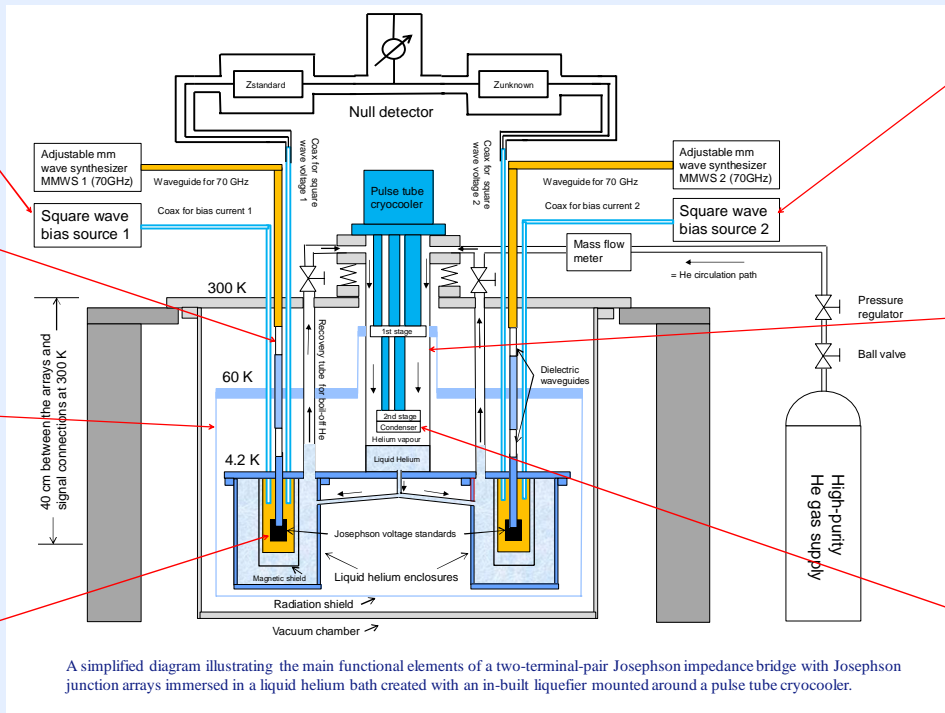 Zstandard
Zunknown
Null detector
Adjustable mm
wave synthesizer
MMWS 1 (70GHz)
Waveguide for 70 GHz
Square wave
bias source 1
Coax for bias current 1
Coax for square
wave voltage 1
Pulse tube
cryocooler
Coax for square
wave voltage 2
Adjustable mm
wave synthesizer
MMWS 2 (70GHz)
Waveguide for 70 GHz
Coax for bias current 2
Square wave
bias source 2
Mass flow
meter
= He circulation path
300 K
Pressure
regulator
Ball valve
1st stage
Recovery tube for boil-off He
40 cm between the arrays and
signal connections at 300 K
60 K
Dielectric
waveguides
2nd stage
Condenser
Helium vapour
Liquid Helium
4.2 K
High-purity
He gas supply
Josephson voltage standards
Magnetic shield
Liquid helium enclosures
Radiation shield
Vacuum chamber
A simplified diagram illustrating the main functional elements of a two-terminal-pair Josephson impedance bridge with Josephson
junction arrays immersed in a liquid helium bath created with an in-built liquefier mounted around a pulse tube cryocooler.